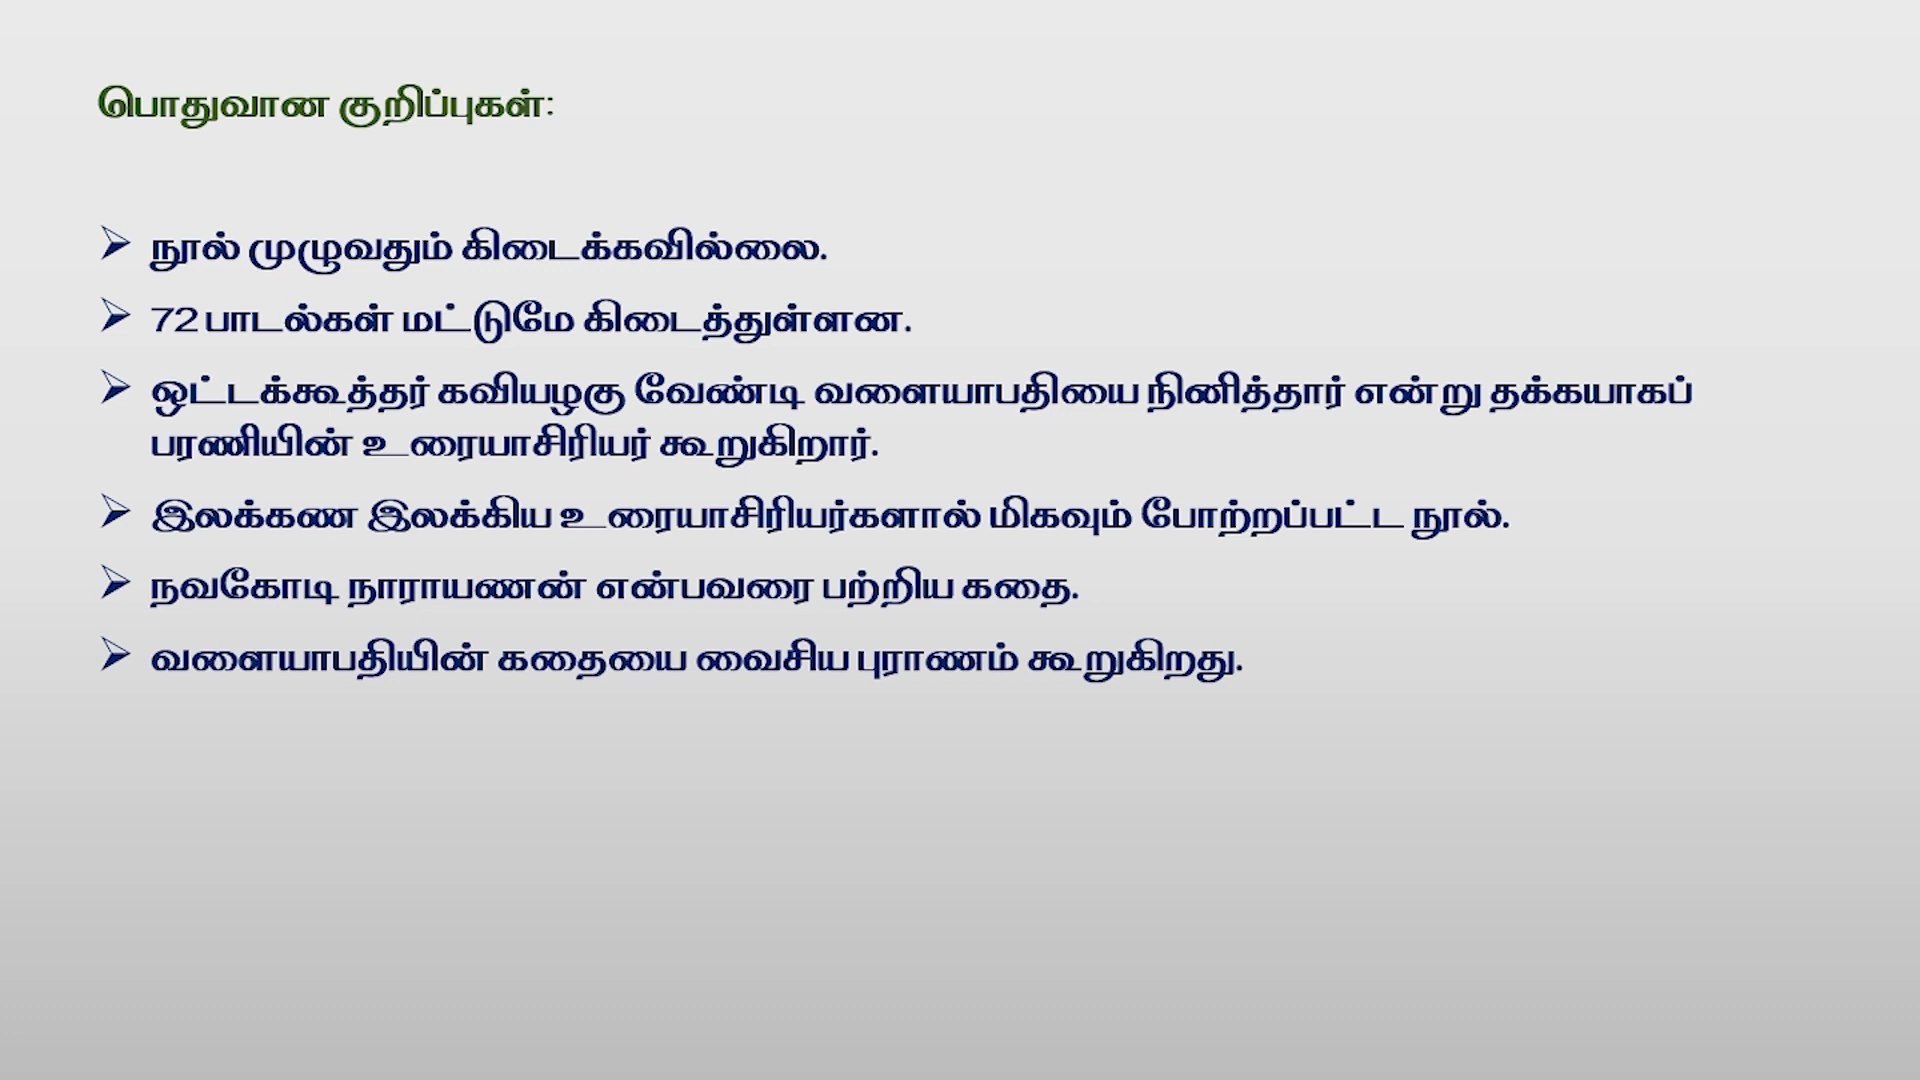 பொதுவான குறிப்புகள்:
➢ நூல் முழுவதும் கிடைக்கவில்லை.
➢ 72 பாடல்கள் மட்டுமே கிடைத்துள்ளன.
➢ ஒட்டக்கூத்தர் கவியழகு வேண்டி வளையாபதியை நினித்தார் என்று தக்கயாகப்
பரணியின் உரையாசிரியர் கூறுகிறார்.
➢ இலக்கண இலக்கிய உரையாசிரியர்களால் மிகவும் போற்றப்பட்ட நூல்.
➢ நவகோடி நாராயணன் என்பவரை பற்றிய கதை.
➢ வளையாபதியின் கதையை வைசிய புராணம் கூறுகிறது.